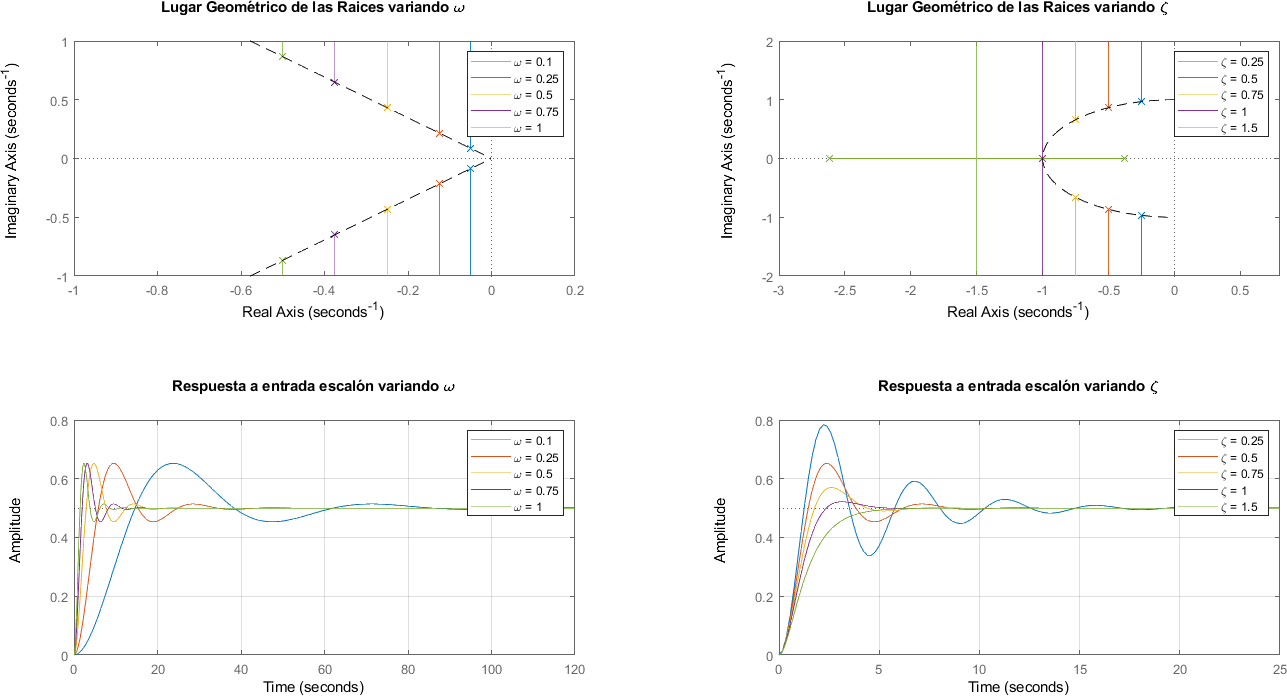 Lugar Geométrico de las Raices variando ω
Imaginary Axis (seconds-1)
1
0.5
0
-0.5
-1
-1 -0.8 -0.6 -0.4 -0.2 0 0.2
Real Axis (seconds-1)
ω = 0.1
ω = 0.25
ω = 0.5
ω = 0.75
ω = 1
Lugar Geométrico de las Raices variando ζ
Imaginary Axis (seconds-1)
2
1
0
-1
-2
-3 -2.5 -2 -1.5 -1 -0.5 0 0.5
Real Axis (seconds-1)
ζ = 0.25
ζ = 0.5
ζ = 0.75
ζ = 1
ζ = 1.5
Respuesta a entrada escalón variando ω
Amplitude
0.8
0.6
0.4
0.2
0
0 20 40 60 80 100 120
Time (seconds)
ω = 0.1
ω = 0.25
ω = 0.5
ω = 0.75
ω = 1
Respuesta a entrada escalón variando ζ
Amplitude
0.8
0.6
0.4
0.2
0
0 5 10 15 20 25
Time (seconds)
ζ = 0.25
ζ = 0.5
ζ = 0.75
ζ = 1
ζ = 1.5